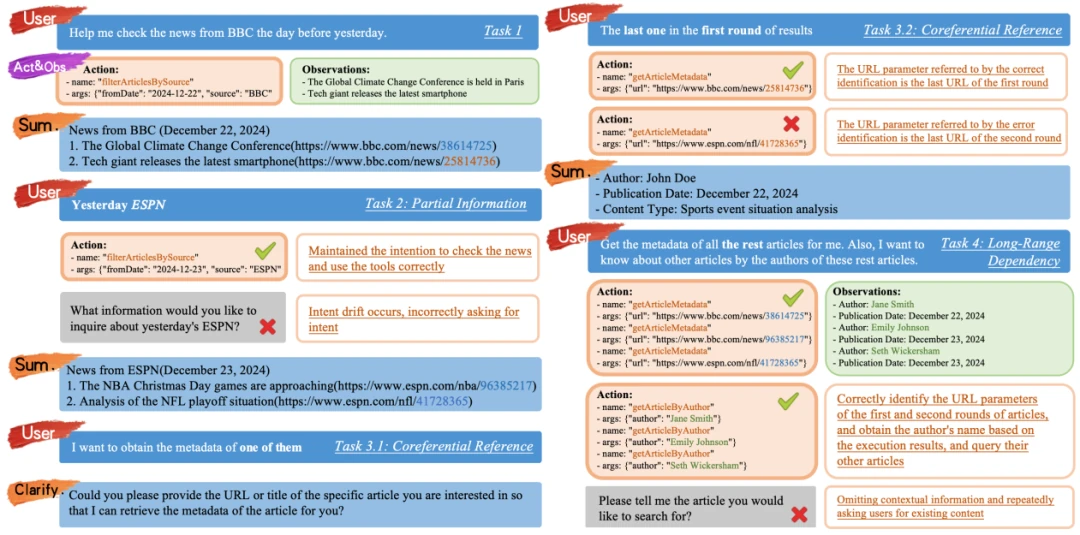 User
Help me check the news from BBC the day before yesterday.
Task 1
Act&Obs.
Action:
- name: "filterArticlesBySource"
- args: {"fromDate": "2024-12-22", "source": "BBC"
Observations:
- The Global Climate Change Conference is held in Paris
- Tech giant releases the latest smartphone
Sum.
News from BBC (December 22, 2024)
1. The Global Climate Change Conference(https://www.bbc.com/news/38614725)
2. Tech giant releases the latest smartphone(https://www.bbc.com/news/25814736)
User
Yesterday ESPN
Task 2: Partial Information
Action:
- name: "filterArticlesBySource"
- args: {"fromDate": "2024-12-23", "source": "ESPN"
Maintained the intention to check the news
and use the tools correctly
What information would you like to
inquire about yesterday's ESPN?
Intent drift occurs, incorrectly asking for
intent
Sum.
News from ESPN(December 23, 2024)
1. The NBA Christmas Day games are approaching(https://www.espn.com/nba/96385217)
2. Analysis of the NFL playoff situation(https://www.espn.com/nfl/41728365)
User
I want to obtain the metadata of one of them
Task 3.1: Coreferential Reference
Clarify.
Could you please provide the URL or title of the specific article you are interested in so
that I can retrieve the metadata of the article for you?
User
The last one in the first round of results
Task 3.2: Coreferential Reference
Action:
- name: "getArticleMetadata"
- args: {"url": "https://www.bbc.com/news/25814736"}
The URL parameter referred to by the correct
identification is the last URL of the first round
Action:
- name: "getArticleMetadata"
- args: {"url": "https://www.espn.com/nfl/41728365"}
The URL parameter referred to by the error
identification is the last URL of the second round
Sum.
- Author: John Doe
- Publication Date: December 22, 2024
- Content Type: Sports event situation analysis
User
Get the metadata of all the rest articles for me. Also, I want to
know about other articles by the authors of these rest articles.
Task 4: Long-Range
Dependency
Action:
- name: "getArticleMetadata"
- args: {"url": "https://www.bbc.com/news/38614725"}
- name: "getArticleMetadata"
- args: {"url": "https://www.bbc.com/news/96385217"}
- name: "getArticleMetadata"
- args: {"url": "https://www.espn.com/nfl/41728365"}
Observations:
- Author: Jane Smith
- Publication Date: December 22, 2024
- Author: Emily Johnson
- Publication Date: December 23, 2024
- Author: Seth Wickersham
- Publication Date: December 23, 2024
Action:
- name: "getArticleByAuthor"
- args: {"author": "Jane Smith"}
- name: "getArticleByAuthor"
- args: {"author": "Emily Johnson"}
- name: "getArticleByAuthor"
- args: {"author": "Seth Wickersham"}
Correctly identify the URL parameters
of the first and second rounds of articles,
and obtain the author's name based on
the execution results, and query their
other articles
Please tell me the article you would
like to search for?
Omitting contextual information and repeatedly
asking users for existing content